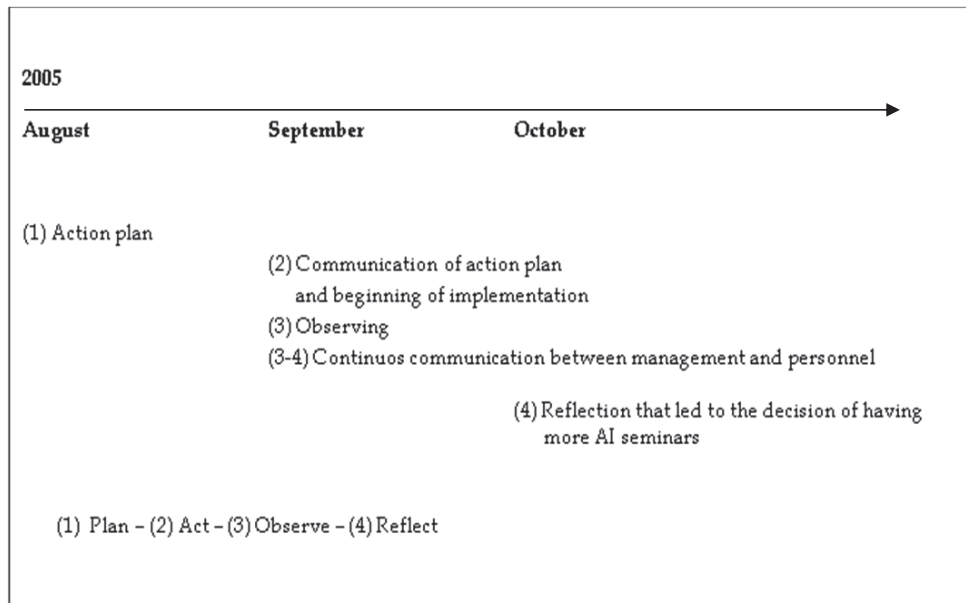 2005
August September October
(1) Action plan
(2) Communication of action plan
and beginning of implementation
(3) Observing
(3-4) Continuos communication between management and personnel
(4) Reflection that led to the decision of having
more AI seminars
(1) Plan – (2) Act – (3) Observe – (4) Reflect